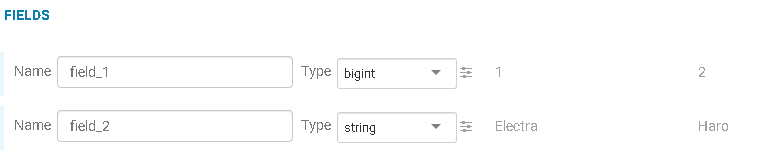 FIELDS
Name field_1 Type bigint 1 2
Name field_2 Type string Electra Haro